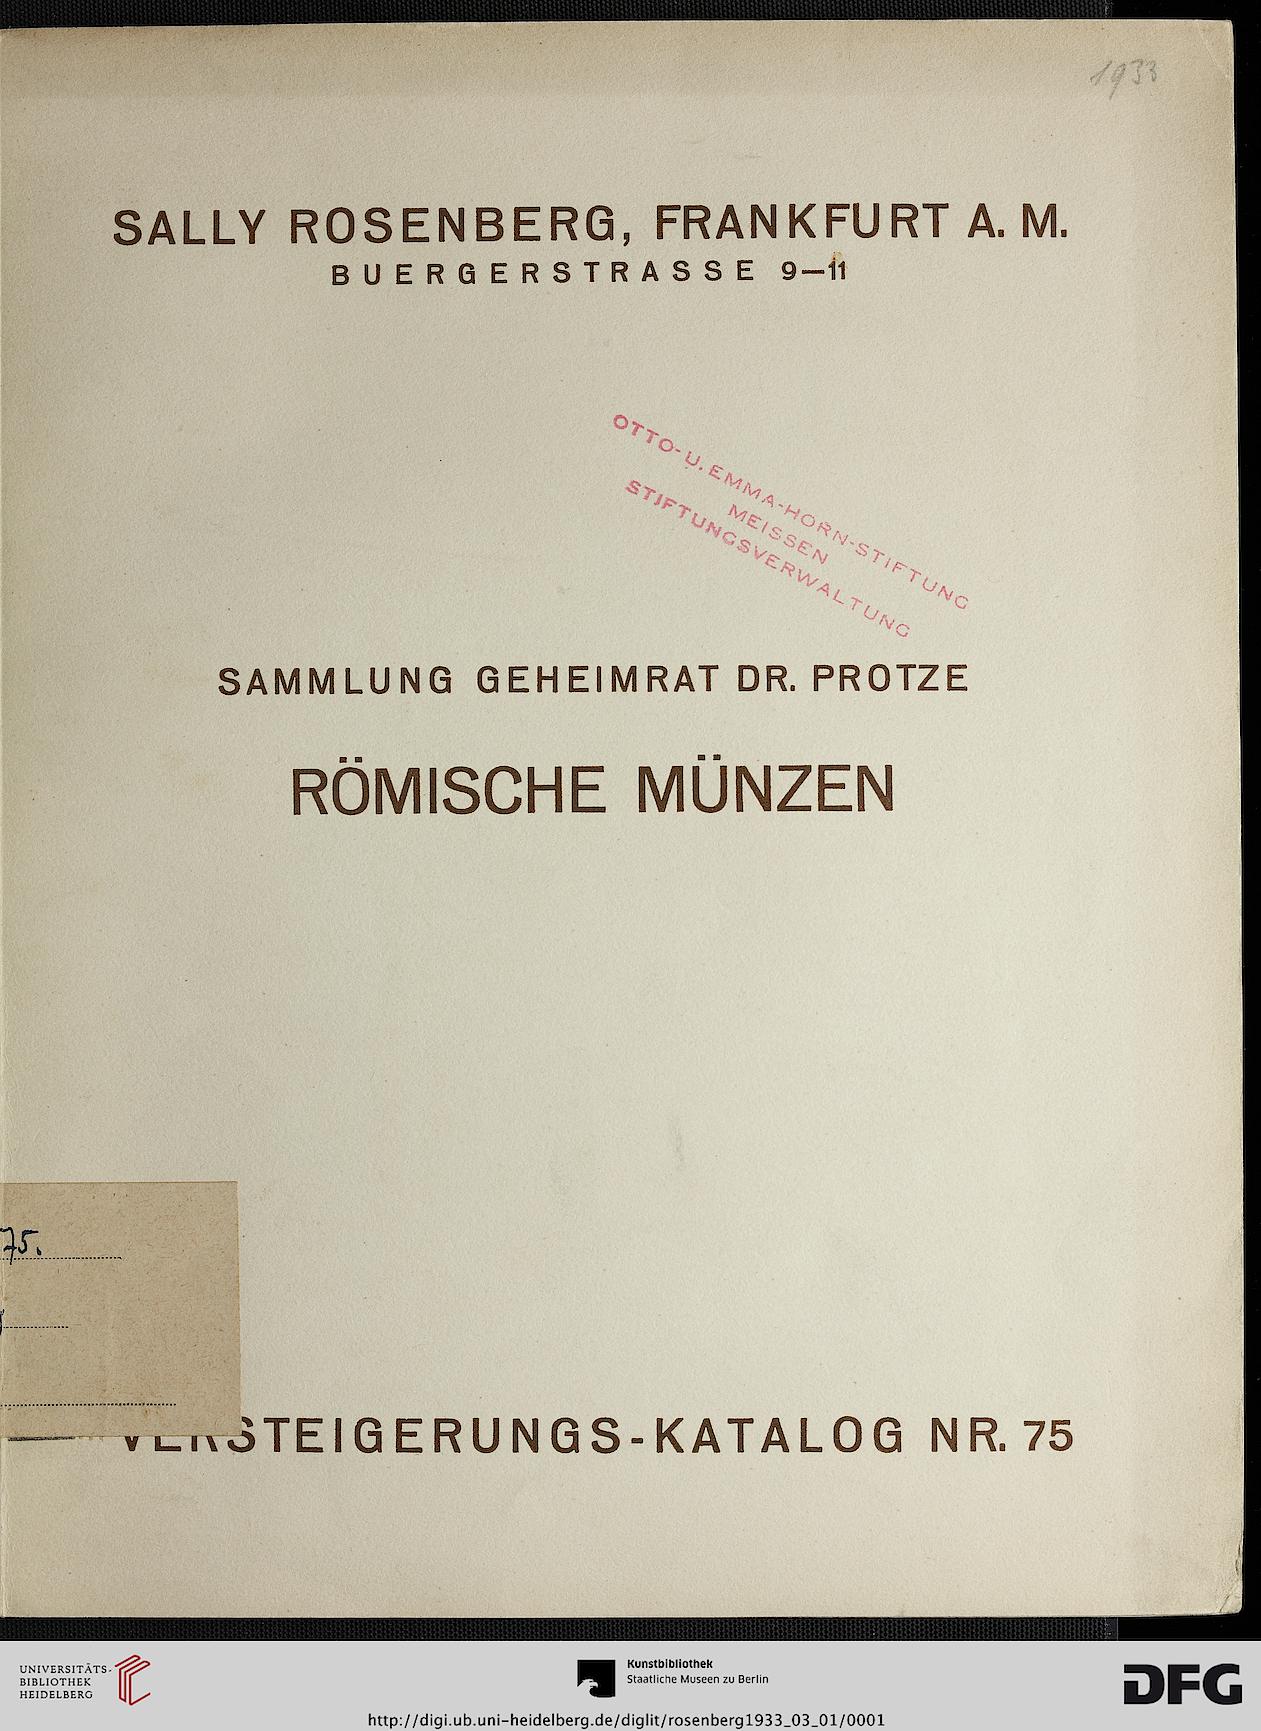 1933
SALLY ROSENBERG, FRANKFURT A. M.
BUERGERSTRASSE 9—11
OTTO- U. EMMA-HORN-STIFTUNG
MEISSEN
STIFTUNGSVERWALTUNG
SAMMLUNG GEHEIMRAT DR. PROTZE
RÖMISCHE MÜNZEN
75.
VERSTEIGERUNGS-KATALOG NR. 75
UNIVERSITÄTS-
BIBLIOTHEK
HEIDELBERG
Kunstbibliothek
Staatliche Museen zu Berlin
DFG
http://digi.ub.uni-heidelberg.de/diglit/rosenberg1933_03_01/0001